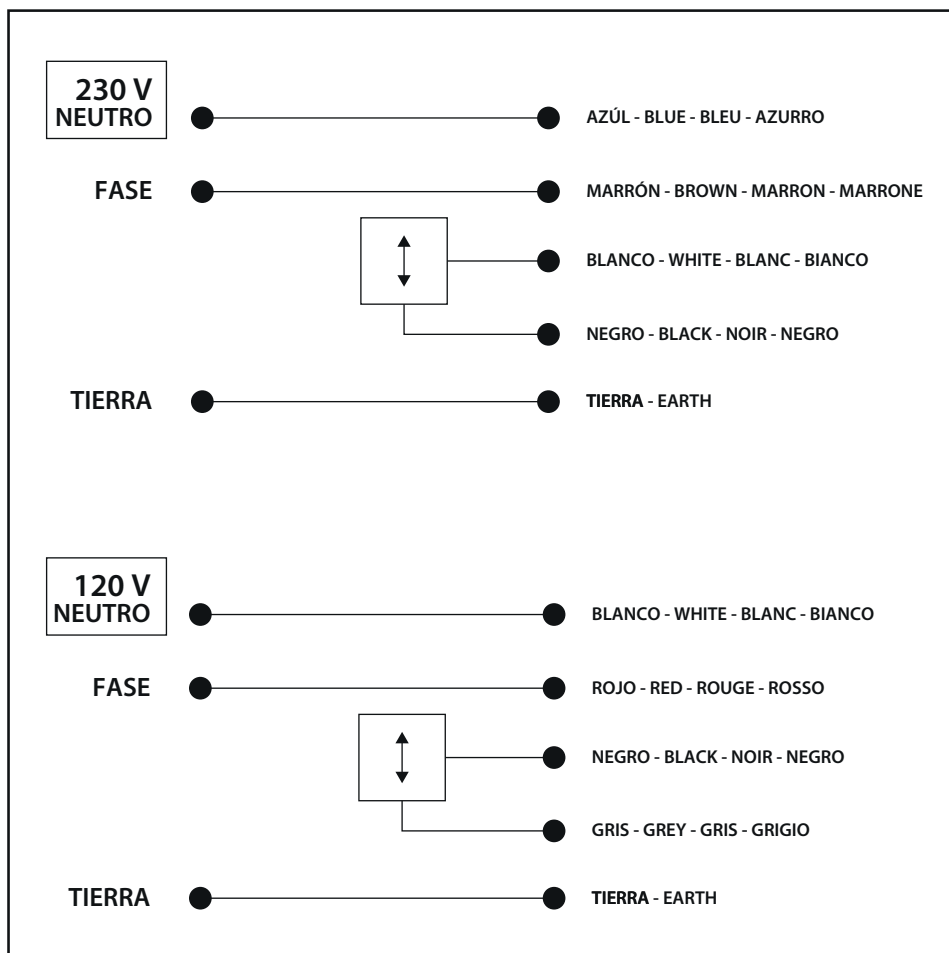 230 V
NEUTRO
AZÚL - BLUE - BLEU - AZURRO
FASE
MARRÓN - BROWN - MARRON - MARRONE
BLANCO - WHITE - BLANC - BIANCO
NEGRO - BLACK - NOIR - NEGRO
TIERRA
TIERRA - EARTH
120 V
NEUTRO
BLANCO - WHITE - BLANC - BIANCO
FASE
ROJO - RED - ROUGE - ROSSO
NEGRO - BLACK - NOIR - NEGRO
GRIS - GREY - GRIS - GRIGIO
TIERRA
TIERRA - EARTH